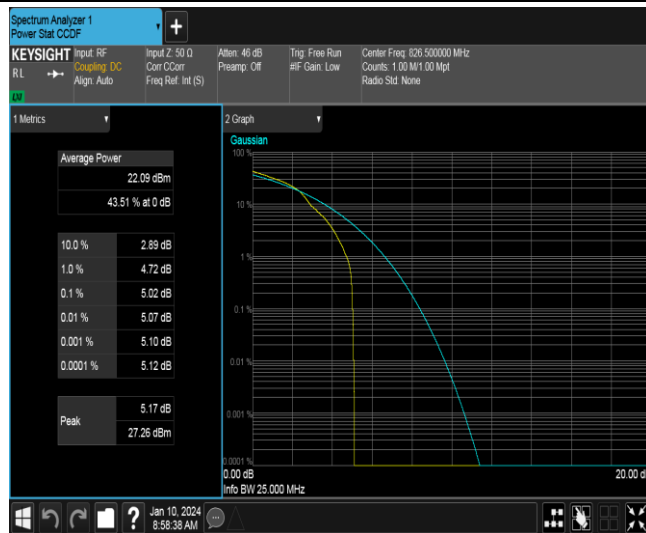 Spectrum Analyzer 1
Power Stat CCDF
KEYSIGHT
Input: RF
Input Z: 50 Ω
Atten: 46 dB
Trig: Free Run
Center Freq: 826.500000 MHz
RL
Coupling: DC
Corr CCorr
Preamp: Off
#IF Gain: Low
Counts: 1.00 M/1.00 Mpt
Align: Auto
Freq Ref: Int (S)
Radio Std: None
1 Metrics
2 Graph
Gaussian
Average Power
22.09 dBm
43.51 % at 0 dB
10.0 % 2.89 dB
1.0 % 4.72 dB
0.1 % 5.02 dB
0.01 % 5.07 dB
0.001 % 5.10 dB
0.0001 % 5.12 dB
Peak
5.17 dB
27.26 dBm
100 %
10 %
1 %
0.1 %
0.01 %
0.001 %
0.0001 %
0.00 dB
20.00 d
Info BW 25.000 MHz
?
Jan 10, 2024
8:58:38 AM